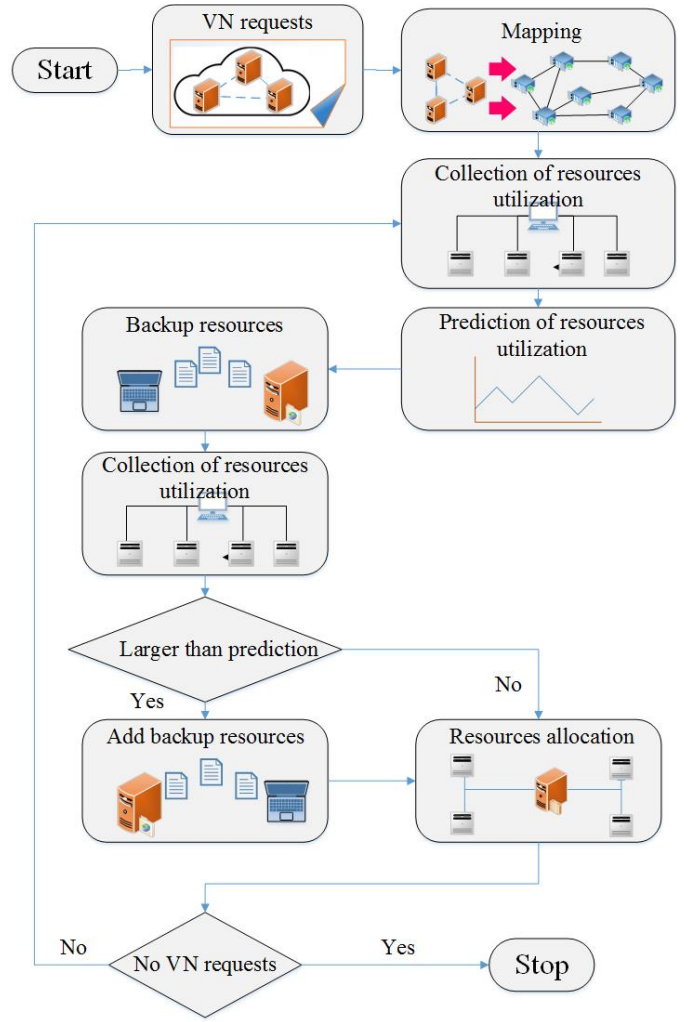 Start
VN requests
Mapping
Collection of resources
utilization
Backup resources
Prediction of resources
utilization
Collection of resources
utilization
Larger than prediction
Yes
No
Add backup resources
Resources allocation
No
No VN requests
Yes
Stop